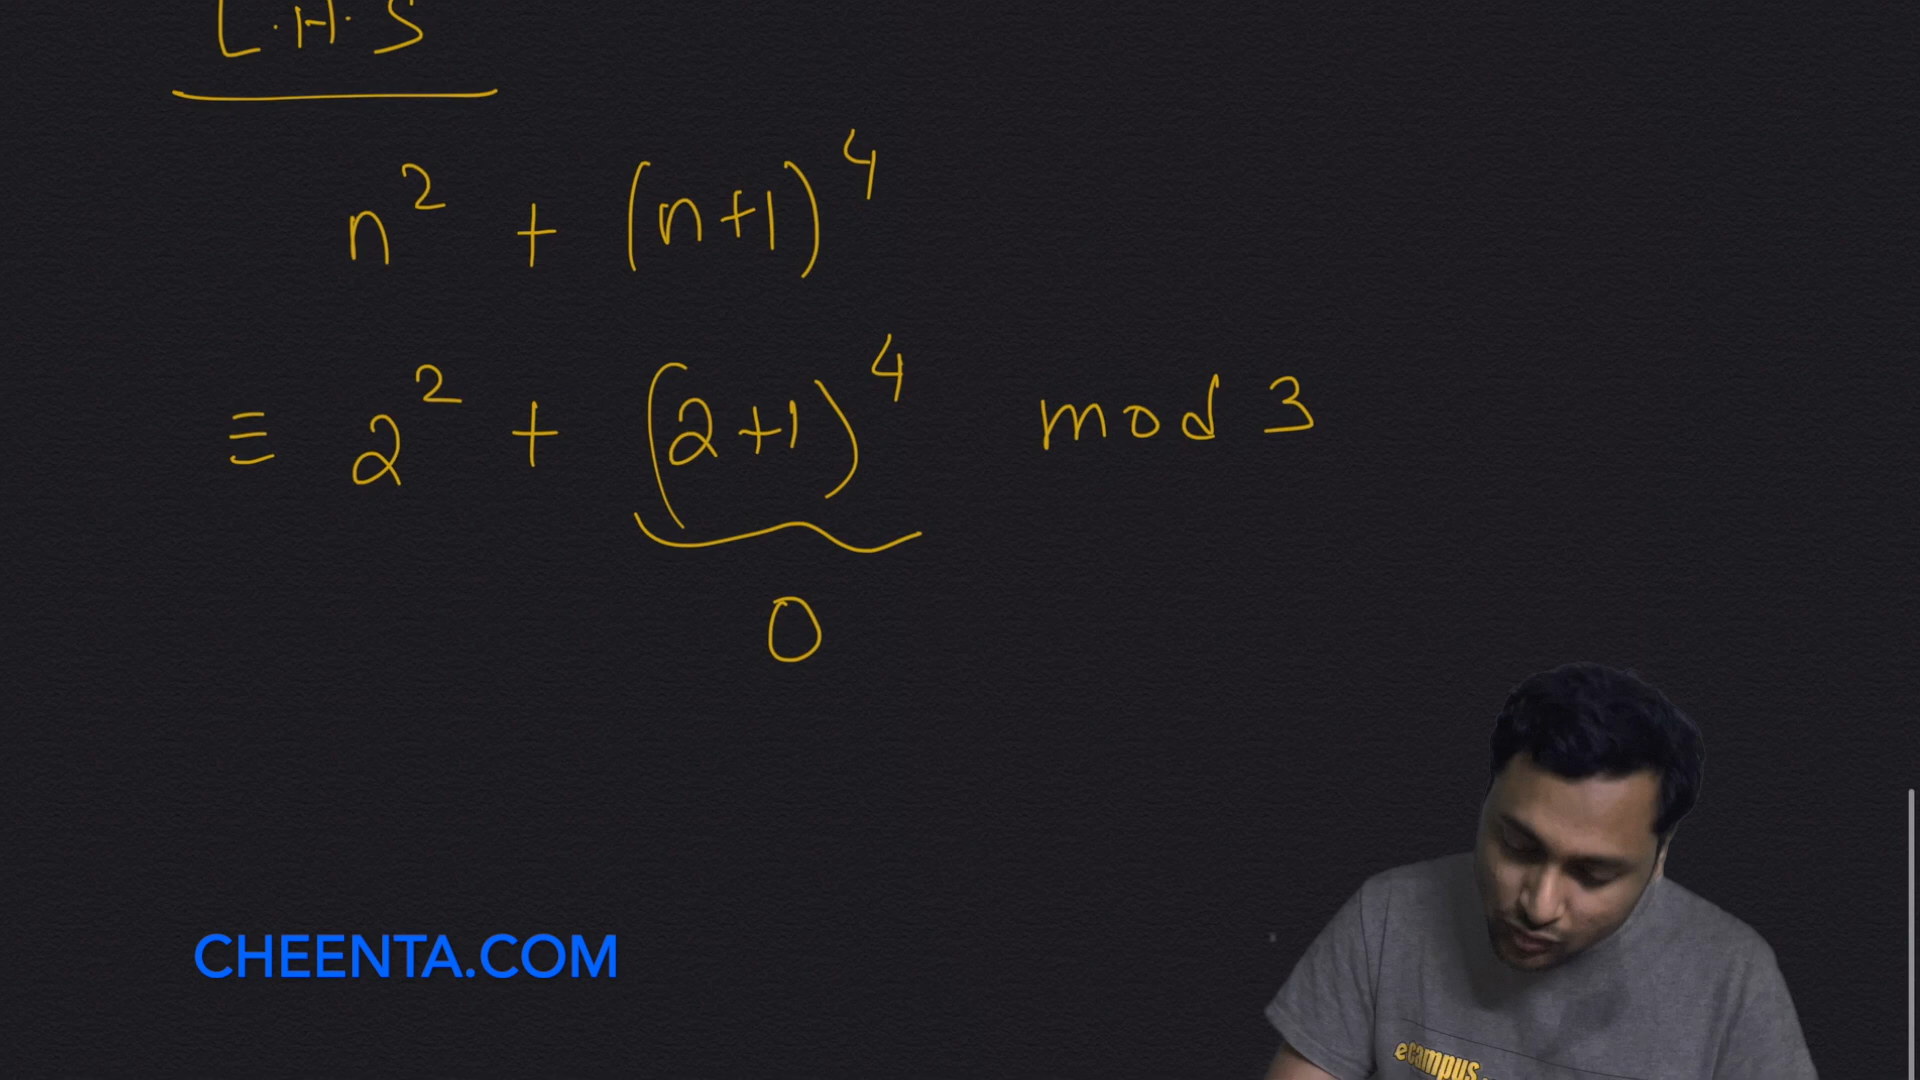 L.H.S
n² + (n+1)⁴
≡ 2² + (2+1)⁴ mod 3
0
CHEENTA.COM
ecampus